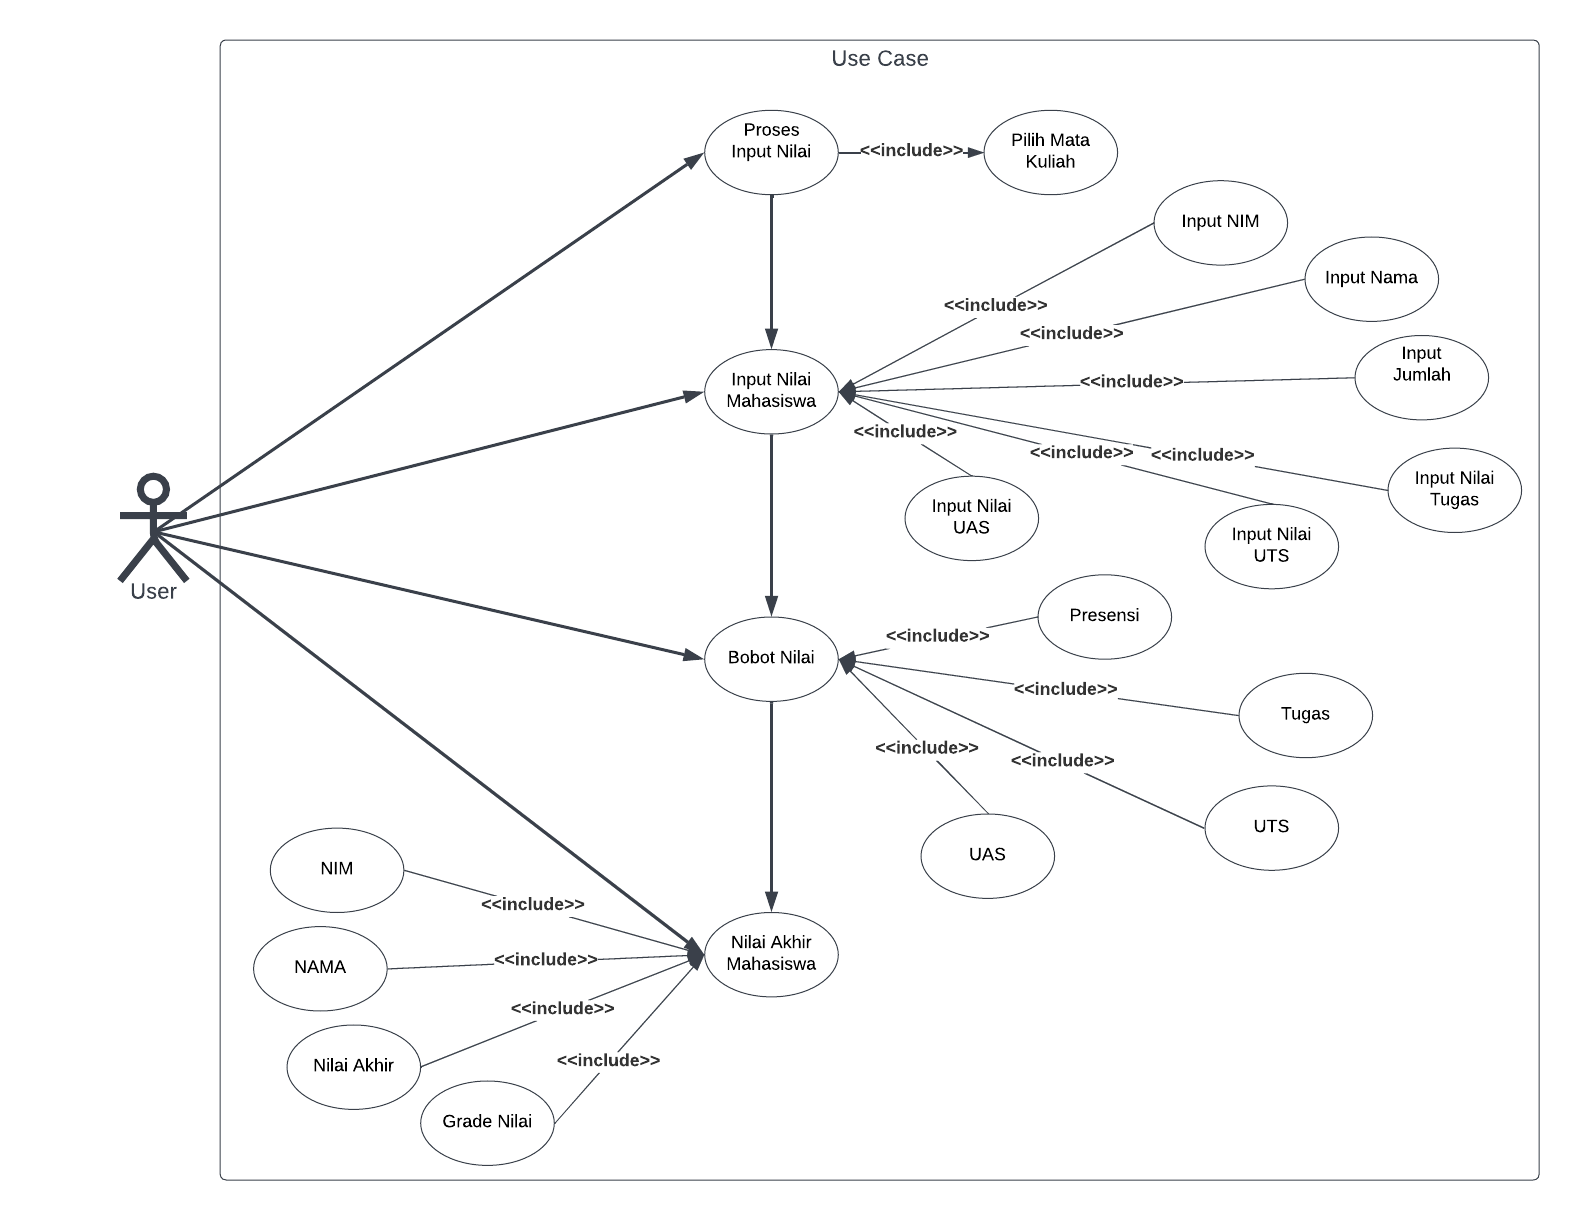 Use Case
Proses
Input Nilai
<<include>>
Pilih Mata
Kuliah
Input NIM
<<include>>
Input Nama
<<include>>
Input
Jumlah
<<include>>
Input Nilai
Mahasiswa
<<include>>
<<include>>
<<include>>
Input Nilai
Tugas
Input Nilai
UAS
Input Nilai
UTS
User
Presensi
<<include>>
Bobot Nilai
<<include>>
Tugas
<<include>>
<<include>>
UTS
UAS
NIM
<<include>>
Nilai Akhir
Mahasiswa
NAMA
<<include>>
<<include>>
Nilai Akhir
<<include>>
Grade Nilai